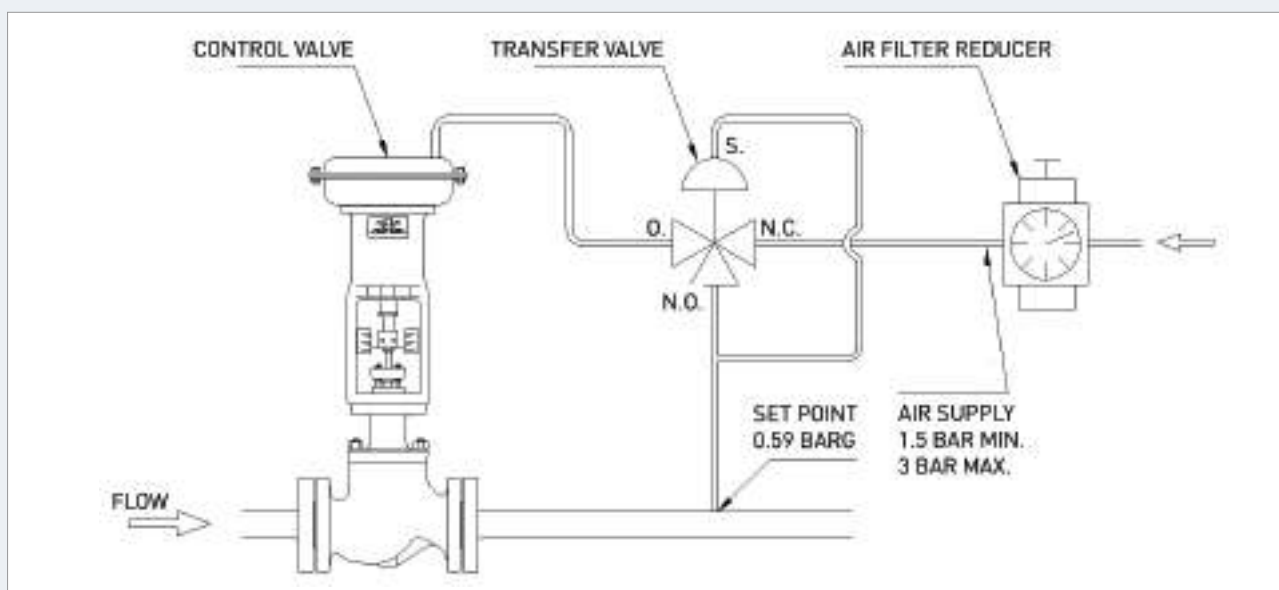 CONTROL VALVE
TRANSFER VALVE
AIR FILTER REDUCER
S.
O.
N.C.
N.O.
SET POINT
0.59 BARG
AIR SUPPLY
1.5 BAR MIN.
3 BAR MAX.
FLOW